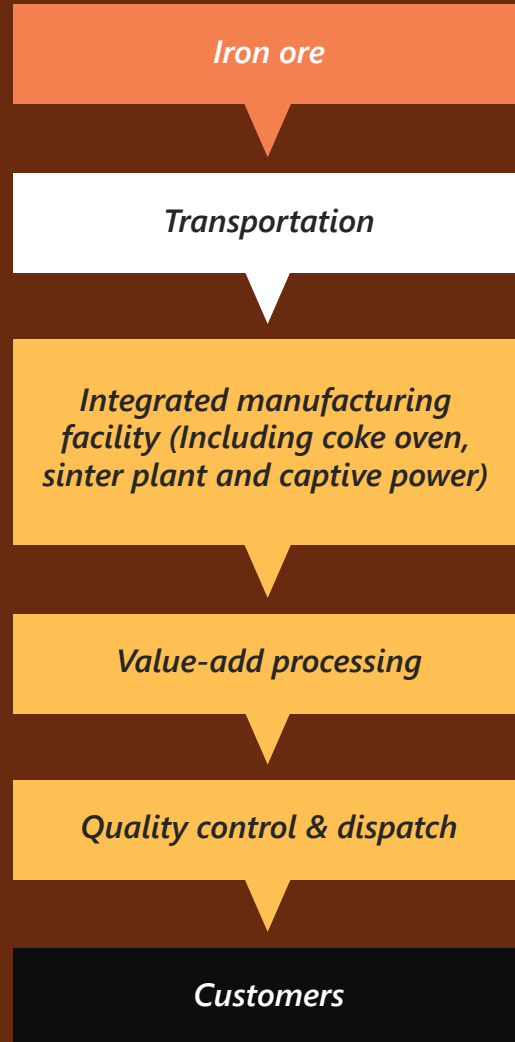 Iron ore
Transportation
Integrated manufacturing
facility (Including coke oven,
sinter plant and captive power)
Value-add processing
Quality control & dispatch
Customers